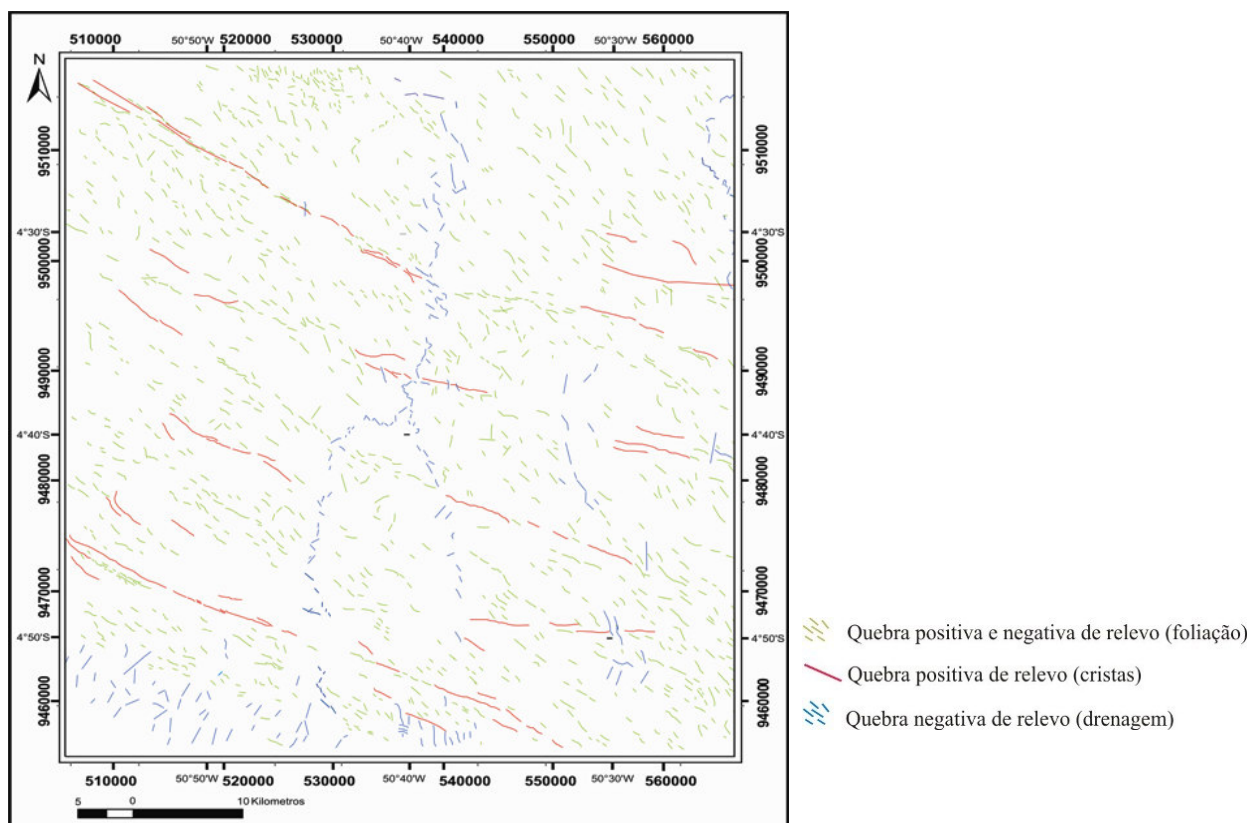 510000 50°50'W 520000 530000 50°40'W 540000 550000 50°30'W 560000
N
9510000 9510000
4°30'S 4°30'S
9500000 9500000
9490000 9490000
4°40'S 4°40'S
9480000 9480000
9470000 9470000
4°50'S 4°50'S
9460000 9460000
510000 50°50'W 520000 530000 50°40'W 540000 550000 50°30'W 560000
5 0 10 Kilometros
Quebra positiva e negativa de relevo (foliação)
Quebra positiva de relevo (cristas)
Quebra negativa de relevo (drenagem)